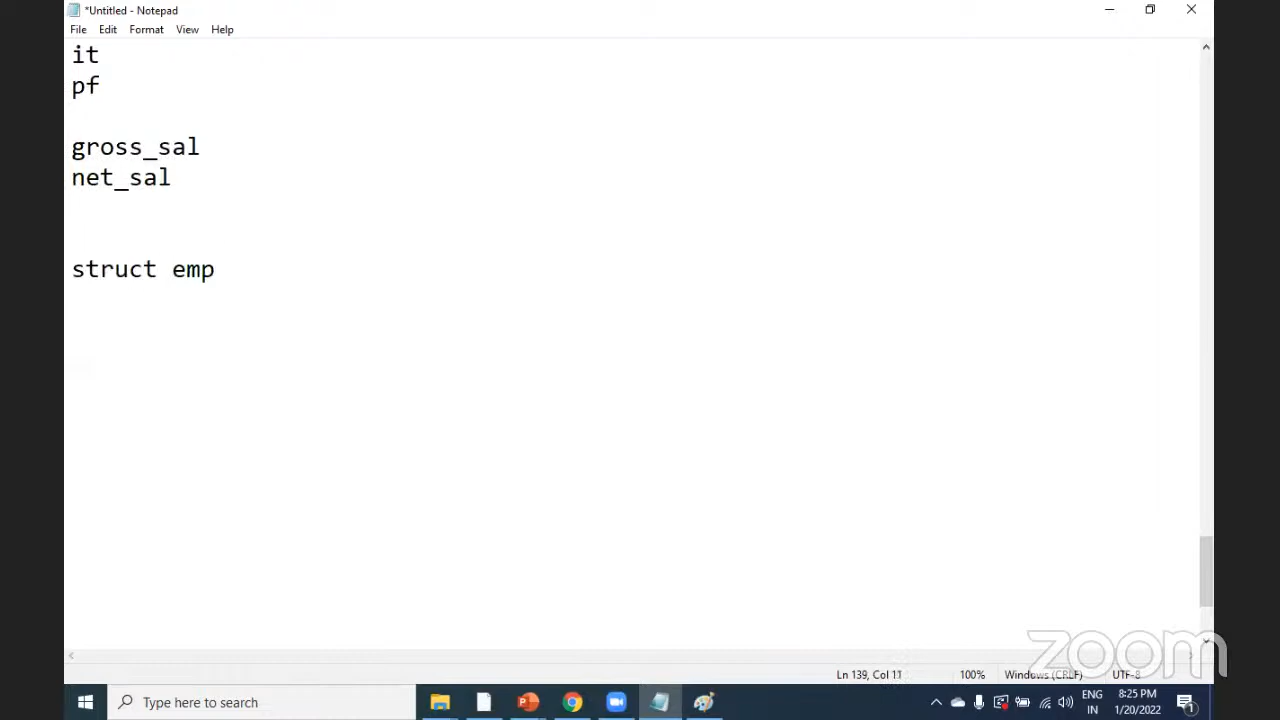 *Untitled - Notepad
File Edit Format View Help
it
pf
gross_sal
net_sal
struct emp
Ln 139, Col 11
100%
Windows (CRLF)
UTF-8
zoom
Type here to search
ENG
IN
8:25 PM
1/20/2022
1